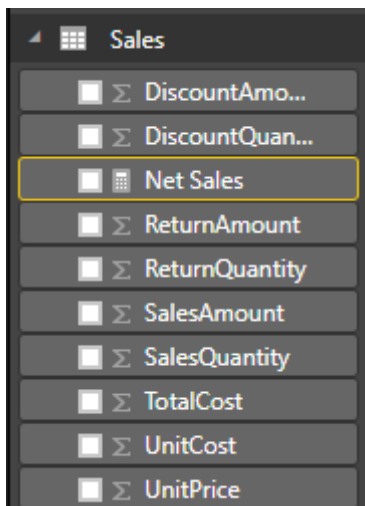 Sales
DiscountAmo...
DiscountQuan...
Net Sales
ReturnAmount
ReturnQuantity
SalesAmount
SalesQuantity
TotalCost
UnitCost
UnitPrice